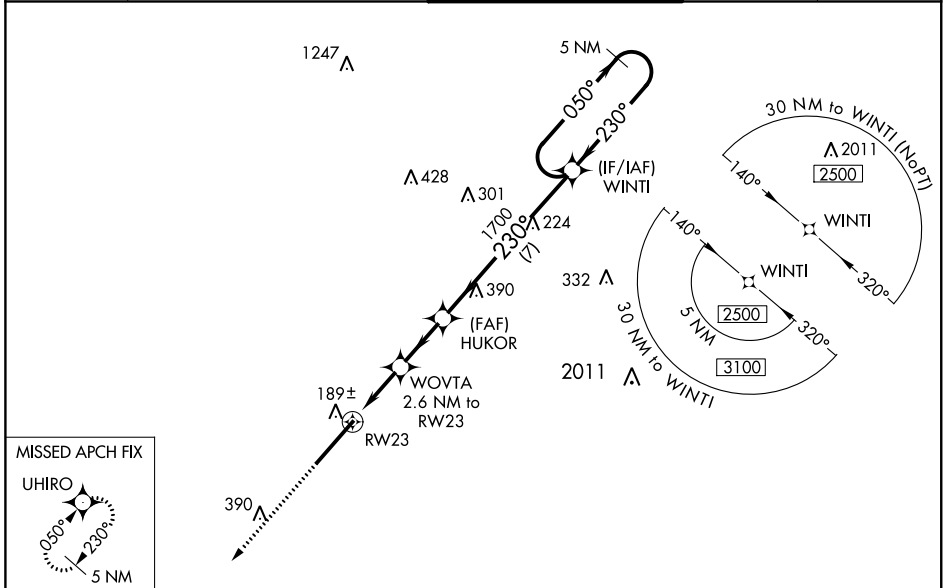 1247
5 NM
050°
230°
30 NM to WINTI (NoPT)
2011
2500
140°
(IF/IAF)
WINTI
428
301
1700
230°
(7)
224
WINTI
140°
320°
WINTI
332
2500
5 NM
320°
390
(FAF)
HUKOR
30 NM to WINTI
3100
2011
WOVTA
2.6 NM to
RW23
189±
RW23
MISSED APCH FIX
UHIRO
050°
230°
5 NM
390